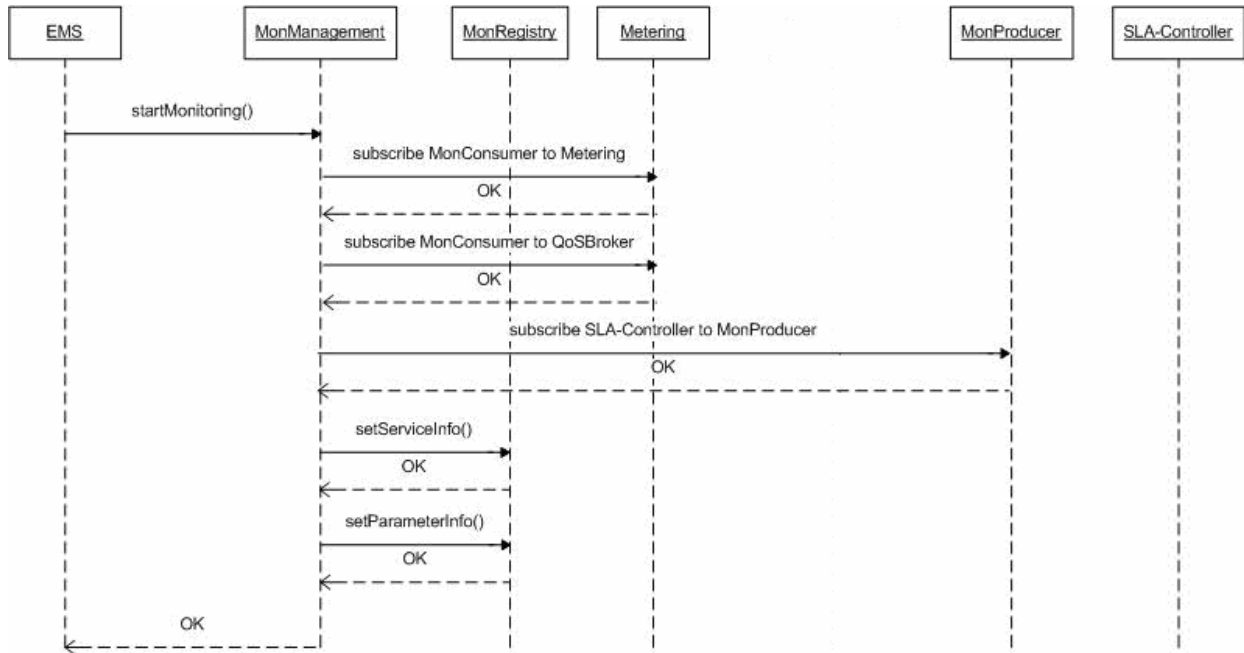 EMS
MonManagement
MonRegistry
Metering
MonProducer
SLA-Controller
startMonitoring()
subscribe MonConsumer to Metering
OK
subscribe MonConsumer to QoSBroker
OK
subscribe SLA-Controller to MonProducer
OK
setServiceInfo()
OK
setParameterInfo()
OK
OK